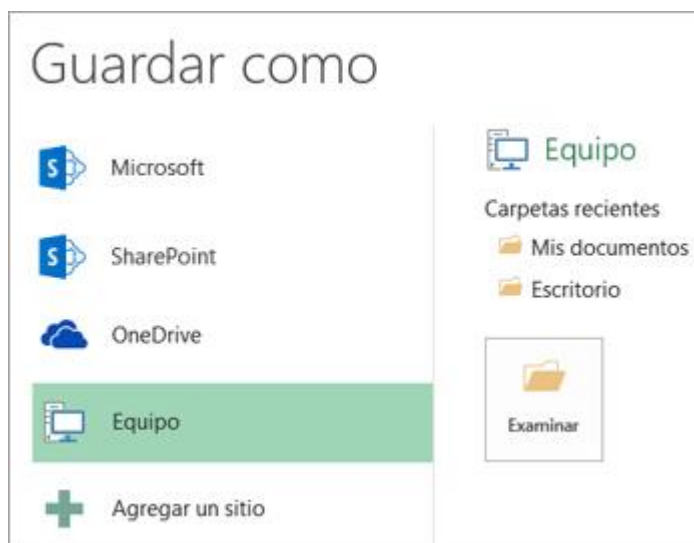 Guardar como
Microsoft
SharePoint
OneDrive
Equipo
Agregar un sitio
Equipo
Carpetas recientes
Mis documentos
Escritorio
Examinar